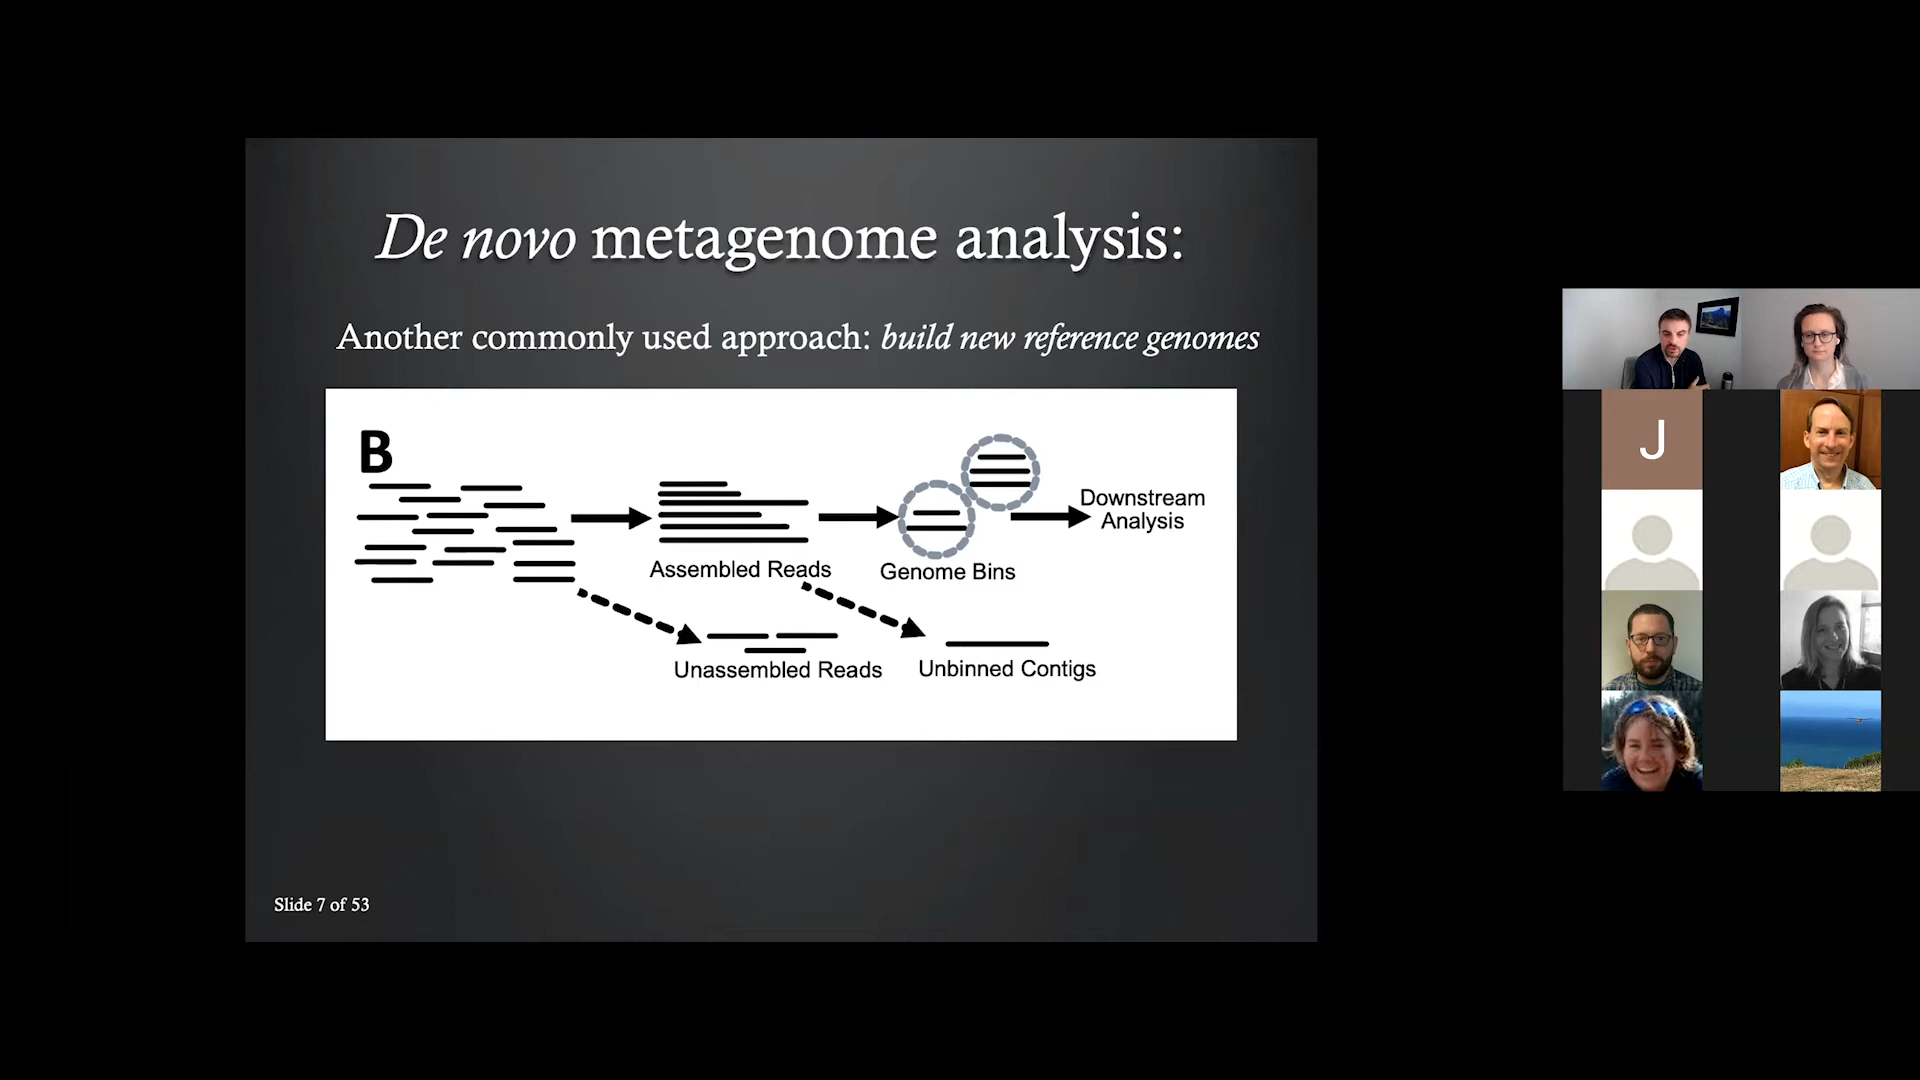 De novo metagenome analysis:
Another commonly used approach: build new reference genomes
B
Downstream
Analysis
Assembled Reads
Genome Bins
Unassembled Reads
Unbinned Contigs
Slide 7 of 53
J